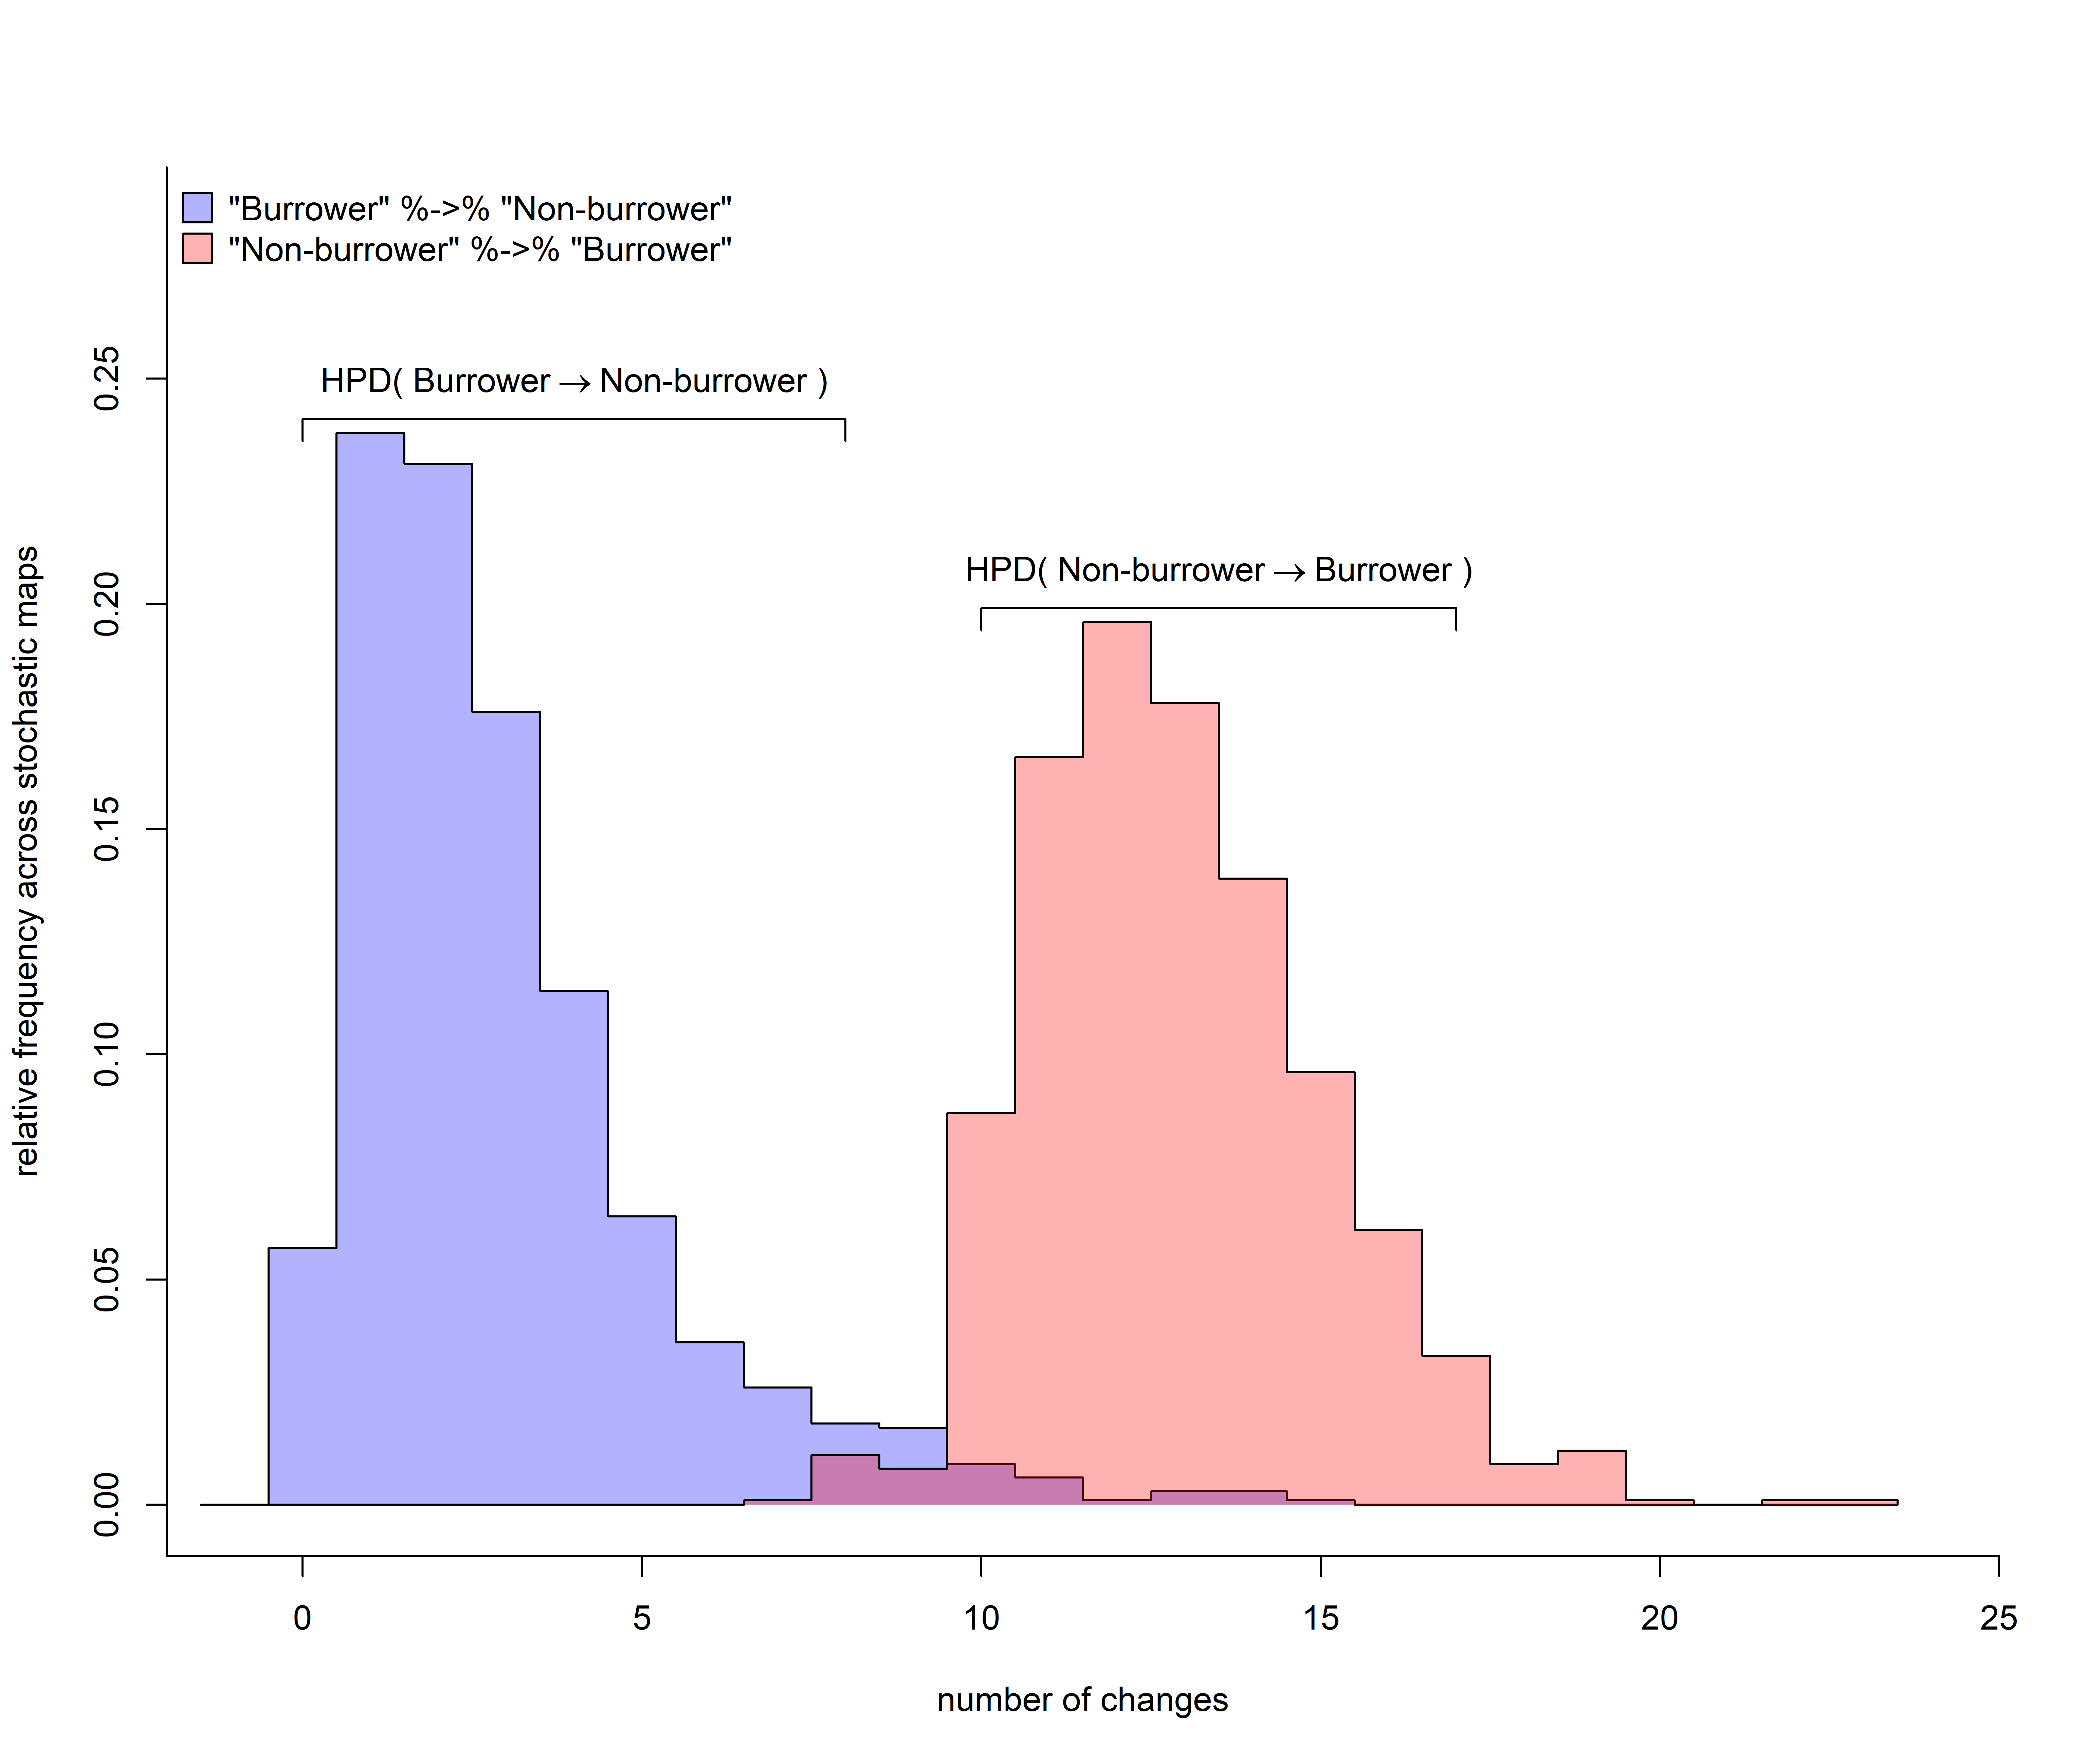 "Burrower" %->% "Non-burrower"
"Non-burrower" %->% "Burrower"
HPD( Burrower → Non-burrower )
HPD( Non-burrower → Burrower )
relative frequency across stochastic maps
0.25
0.20
0.15
0.10
0.05
0.00
0 5 10 15 20 25
number of changes